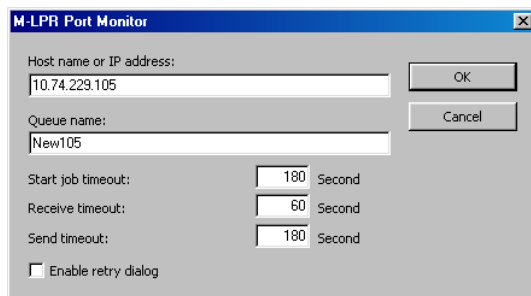 M-LPR Port Monitor
Host name or IP address:
10.74.229.105
OK
Queue name:
Cancel
New105
Start job timeout: 180 Second
Receive timeout: 60 Second
Send timeout: 180 Second
Enable retry dialog